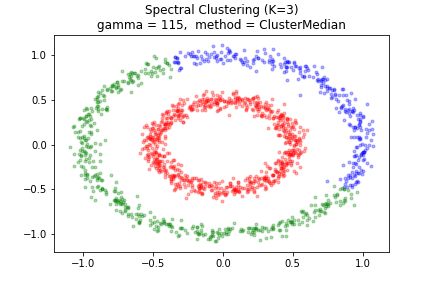 Spectral Clustering (K=3)
gamma = 115,  method = ClusterMedian
1.0
0.5
0.0
−0.5
−1.0
−1.0 −0.5 0.0 0.5 1.0